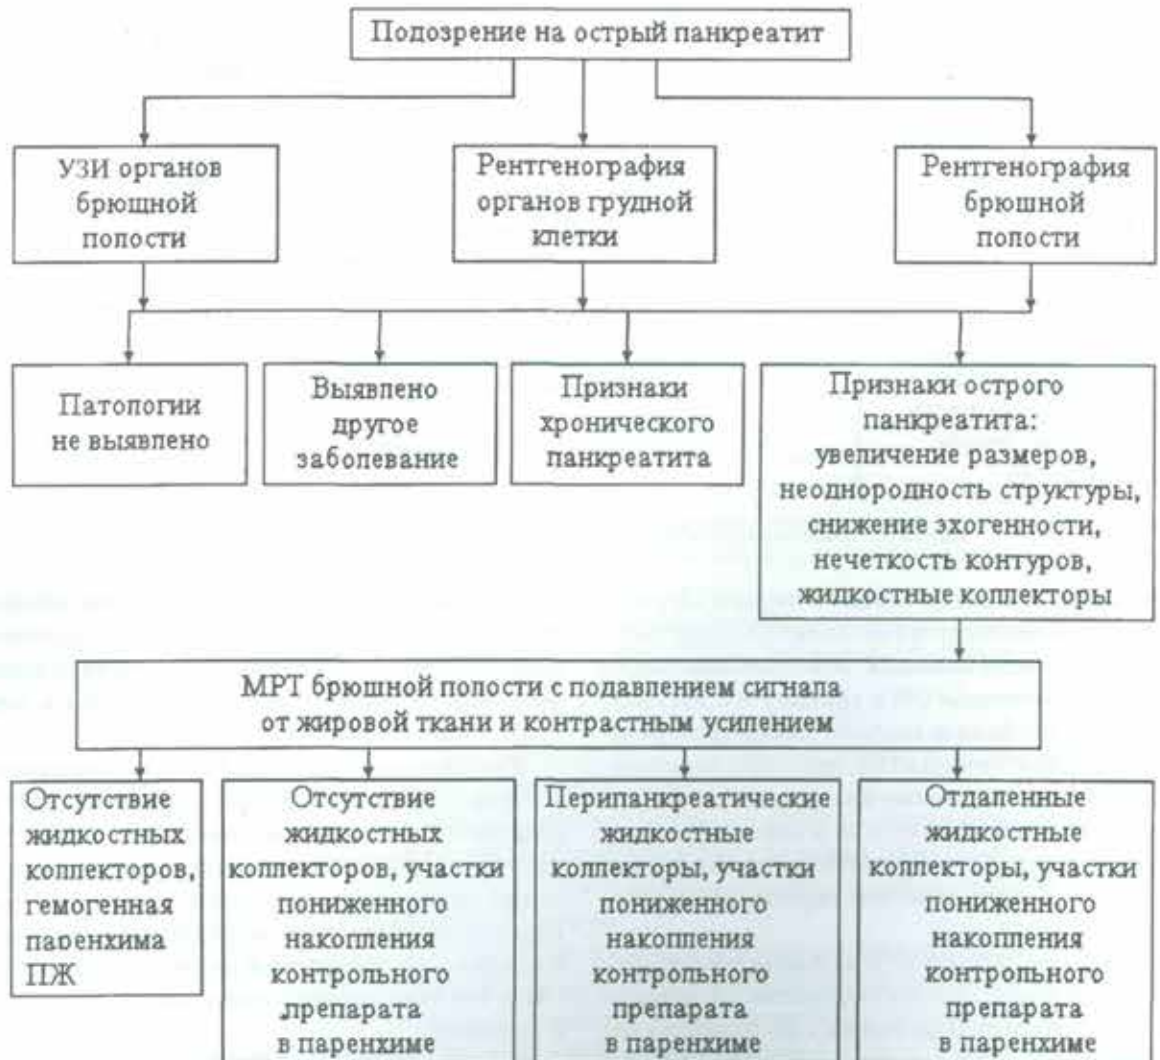 Подозрение на острый панкреатит
УЗИ органов
брющной
полости
Рентгенография
органов грудной
клетки
Рентгенография
брюшной
полости
Патологии
не выявлено
Выявлено
другое
заболевание
Признаки
хронического
панкреатита
Признаки острого
панкреатита:
увеличение размеров,
неоднородность структуры,
снижение эхогенности,
нечеткость контуров,
жидкостные коллекторы
МРТ брюшной полости с подавлением сигнала
от жировой ткани и контрастным усилением
Отсутствие
жидкостных
коллекторов,
гемогенная
паренхима
ПЖ
Отсутствие
жидкостных
коллекторов, участки
пониженного
накопления
контрольного
препарата
в паренхиме
Перипанкреатические
жидкостные
коллекторы, участки
пониженного
накопления
контрольного
препарата
в паренхиме
Отдаленные
жидкостные
коллекторы, участки
пониженного
накопления
контрольного
препарата
в паренхиме